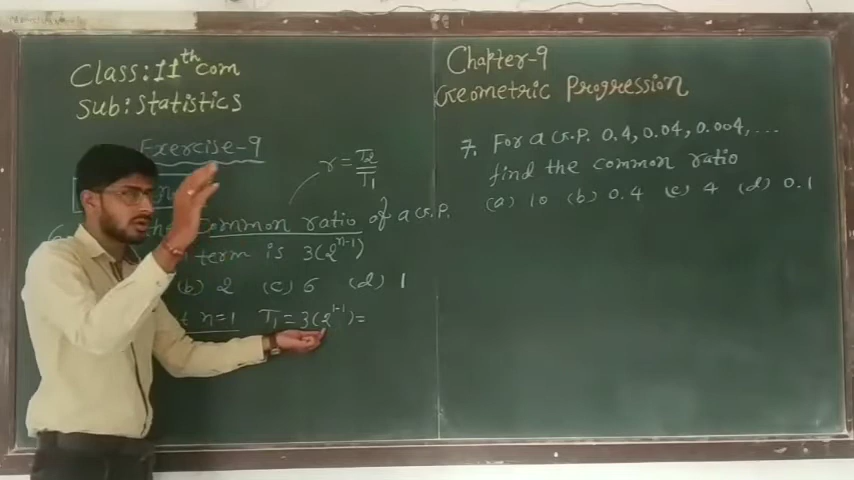 Class:11th com
Sub: Statistics
Exercise-9
r = T2/T1
common ratio of a G.P.
term is 3(2^n-1)
(b) 2 (c) 6 (d) 1
n=1 T1=3(2^1-1)=
Chapter-9
Geometric Progression
7. For a G.P. 0.4, 0.04, 0.004, ...
find the common ratio
(a) 10 (b) 0.4 (c) 4 (d) 0.1